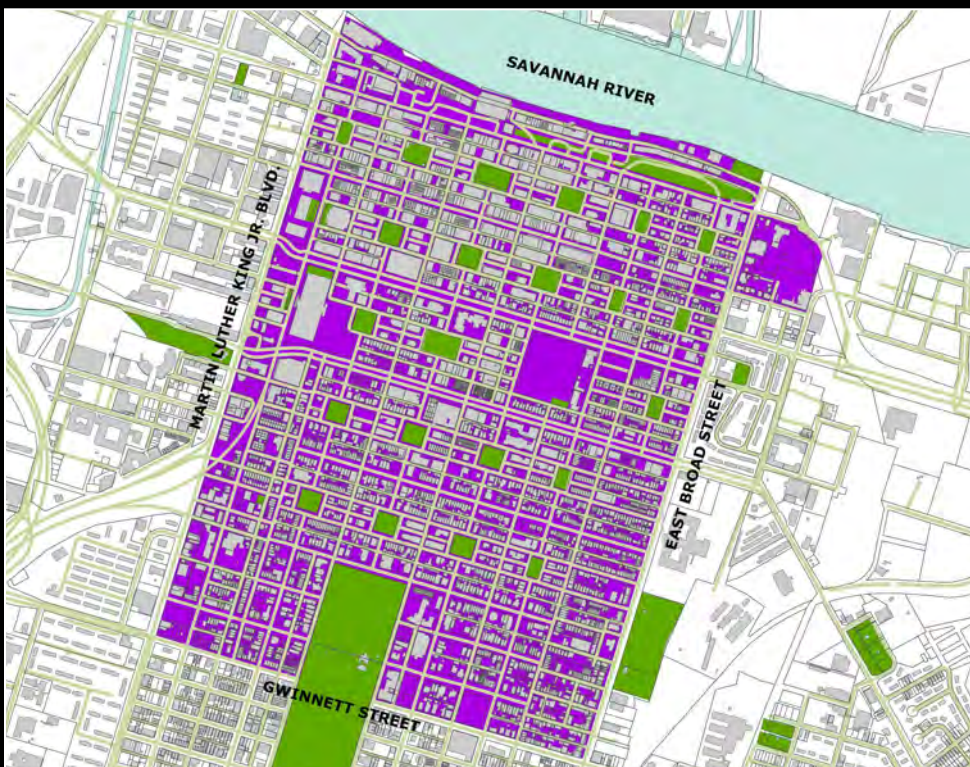 SAVANNAH RIVER
MARTIN LUTHER KING JR. BLVD.
EAST BROAD STREET
GWINNETT STREET